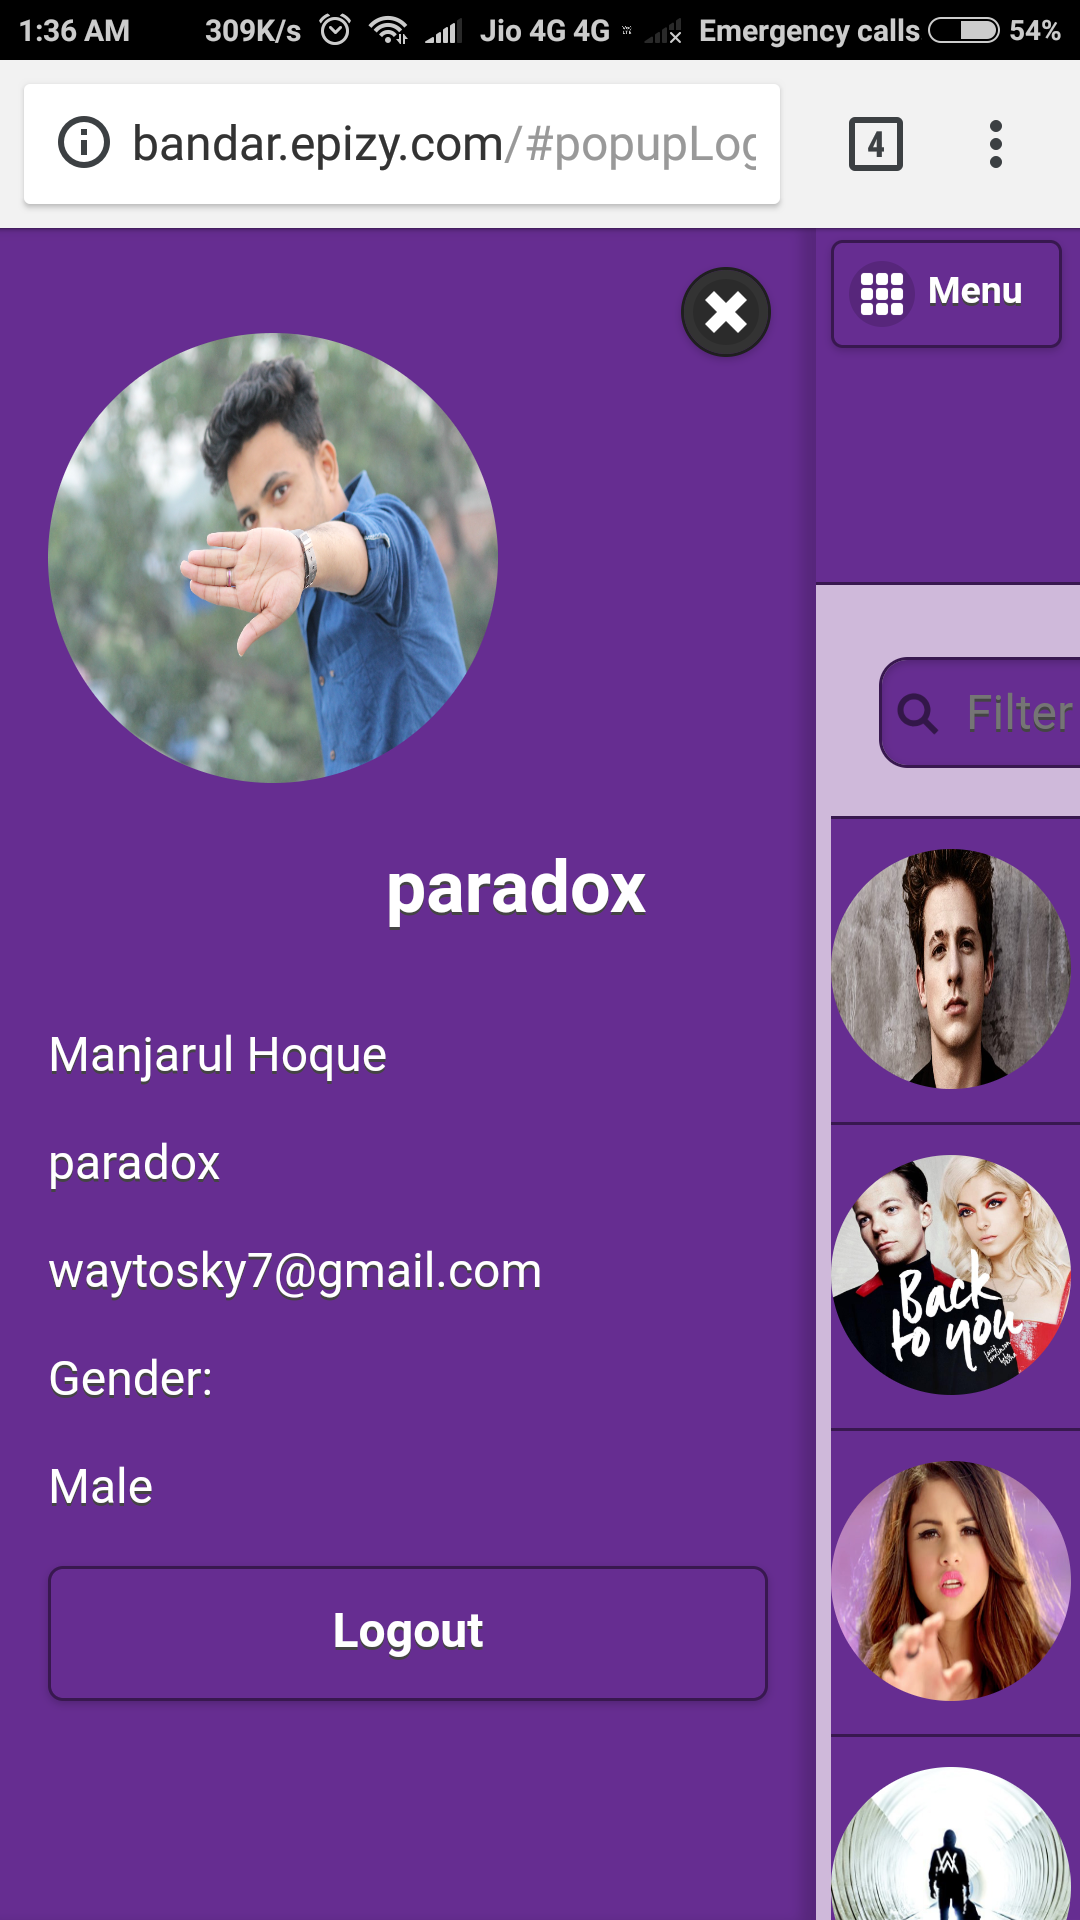 1:36 AM 309K/s Jio 4G 4G Emergency calls 54%
bandar.epizy.com/#popupLog
4
Menu
Filter
paradox
Manjarul Hoque
paradox
waytosky7@gmail.com
Gender:
Male
Logout
Back
to you